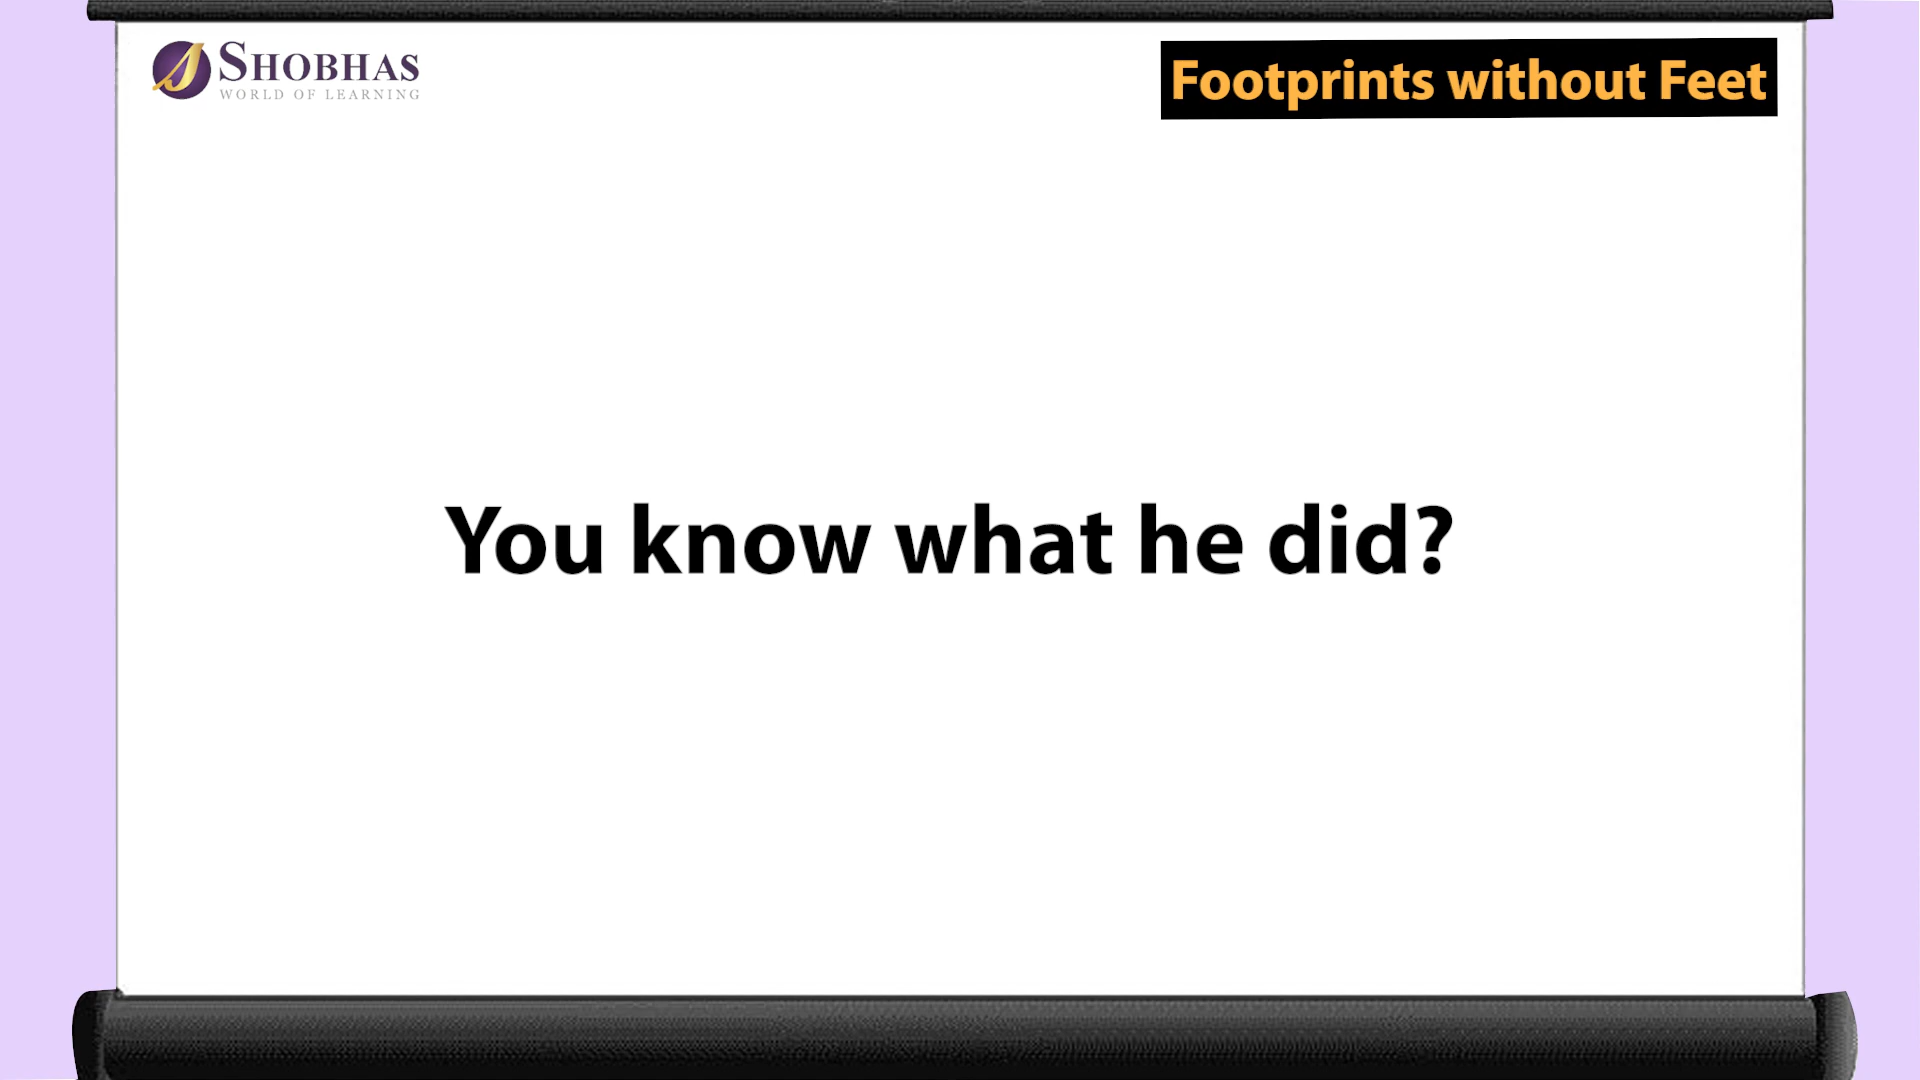 SHOBHAS
WORLD OF LEARNING
Footprints without Feet
You know what he did?